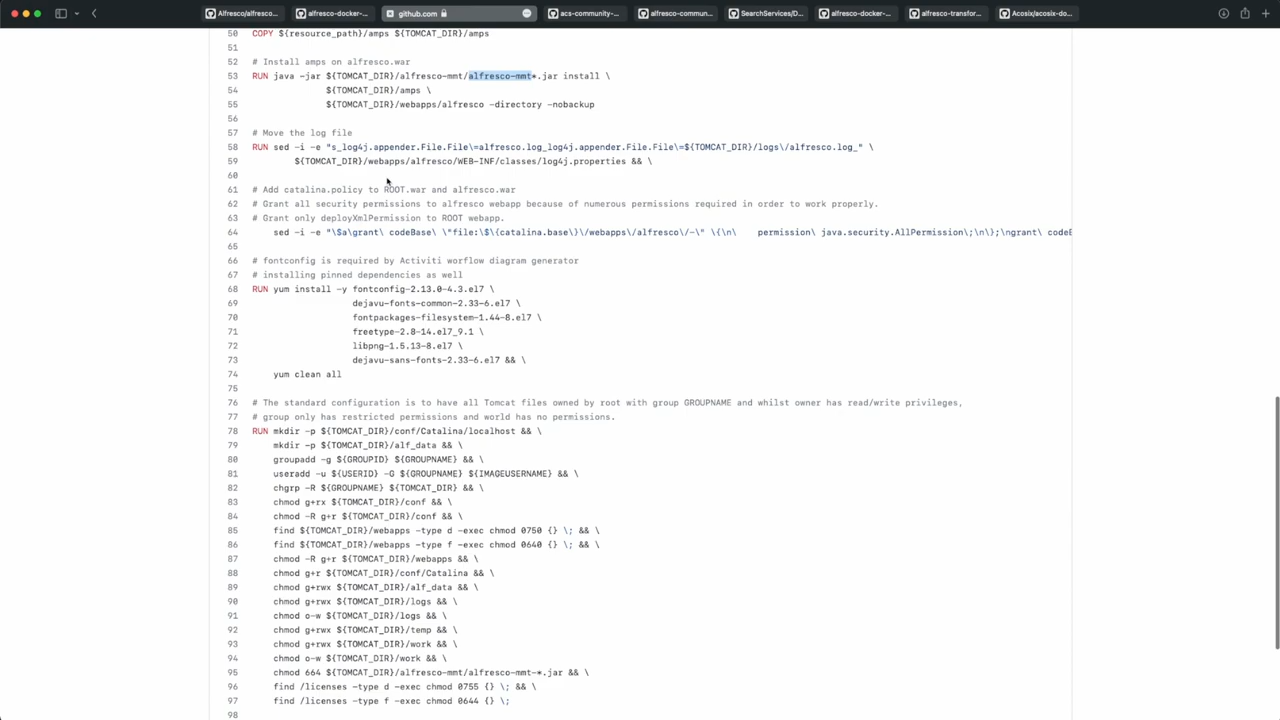 Alfresco/alfresco...
alfresco-docker-...
github.com
acs-community-...
alfresco-commun...
SearchServices/D...
alfresco-docker-...
alfresco-transfor...
Acosix/acosix-do...
50 COPY ${resource_path}/amps ${TOMCAT_DIR}/amps
51
52 # Install amps on alfresco.war
53 RUN java -jar ${TOMCAT_DIR}/alfresco-mmt/alfresco-mmt*.jar install \
54 ${TOMCAT_DIR}/amps \
55 ${TOMCAT_DIR}/webapps/alfresco -directory -nobackup
56
57 # Move the log file
58 RUN sed -i -e "s_log4j.appender.File.File\=alfresco.log_log4j.appender.File.File\=${TOMCAT_DIR}/logs\/alfresco.log_" \
59 ${TOMCAT_DIR}/webapps/alfresco/WEB-INF/classes/log4j.properties && \
60
61 # Add catalina.policy to ROOT.war and alfresco.war
62 # Grant all security permissions to alfresco webapp because of numerous permissions required in order to work properly.
63 # Grant only deployXmlPermission to ROOT webapp.
64 sed -i -e "\$a\grant\ codeBase\ \"file:\$\{catalina.base\}\/webapps\/alfresco\/-\" \{\n\ permission\ java.security.AllPermission\;\n\};\ngrant\ codeB
65
66 # fontconfig is required by Activiti worflow diagram generator
67 # installing pinned dependencies as well
68 RUN yum install -y fontconfig-2.13.0-4.3.el7 \
69 dejavu-fonts-common-2.33-6.el7 \
70 fontpackages-filesystem-1.44-8.el7 \
71 freetype-2.8-14.el7_9.1 \
72 libpng-1.5.13-8.el7 \
73 dejavu-sans-fonts-2.33-6.el7 && \
74 yum clean all
75
76 # The standard configuration is to have all Tomcat files owned by root with group GROUPNAME and whilst owner has read/write privileges,
77 # group only has restricted permissions and world has no permissions.
78 RUN mkdir -p ${TOMCAT_DIR}/conf/Catalina/localhost && \
79 mkdir -p ${TOMCAT_DIR}/alf_data && \
80 groupadd -g ${GROUPID} ${GROUPNAME} && \
81 useradd -u ${USERID} -G ${GROUPNAME} ${IMAGEUSERNAME} && \
82 chgrp -R ${GROUPNAME} ${TOMCAT_DIR} && \
83 chmod g+rx ${TOMCAT_DIR}/conf && \
84 chmod -R g+r ${TOMCAT_DIR}/conf && \
85 find ${TOMCAT_DIR}/webapps -type d -exec chmod 0750 {} \; && \
86 find ${TOMCAT_DIR}/webapps -type f -exec chmod 0640 {} \; && \
87 chmod -R g+r ${TOMCAT_DIR}/webapps && \
88 chmod g+r ${TOMCAT_DIR}/conf/Catalina && \
89 chmod g+rwx ${TOMCAT_DIR}/alf_data && \
90 chmod g+rwx ${TOMCAT_DIR}/logs && \
91 chmod o-w ${TOMCAT_DIR}/logs && \
92 chmod g+rwx ${TOMCAT_DIR}/temp && \
93 chmod g+rwx ${TOMCAT_DIR}/work && \
94 chmod o-w ${TOMCAT_DIR}/work && \
95 chmod 664 ${TOMCAT_DIR}/alfresco-mmt/alfresco-mmt-*.jar && \
96 find /licenses -type d -exec chmod 0755 {} \; && \
97 find /licenses -type f -exec chmod 0644 {} \;
98